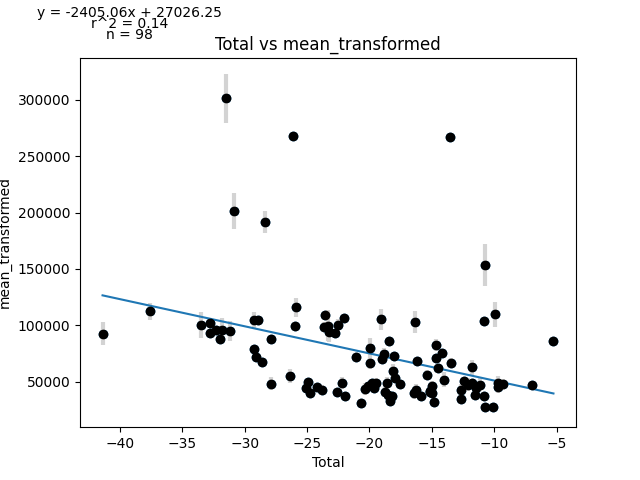 y = -2405.06x + 27026.25
r^2 = 0.14
n = 98
Total vs mean_transformed
300000
250000
200000
150000
100000
50000
mean_transformed
−40
−35
−30
−25
−20
−15
−10
−5
Total